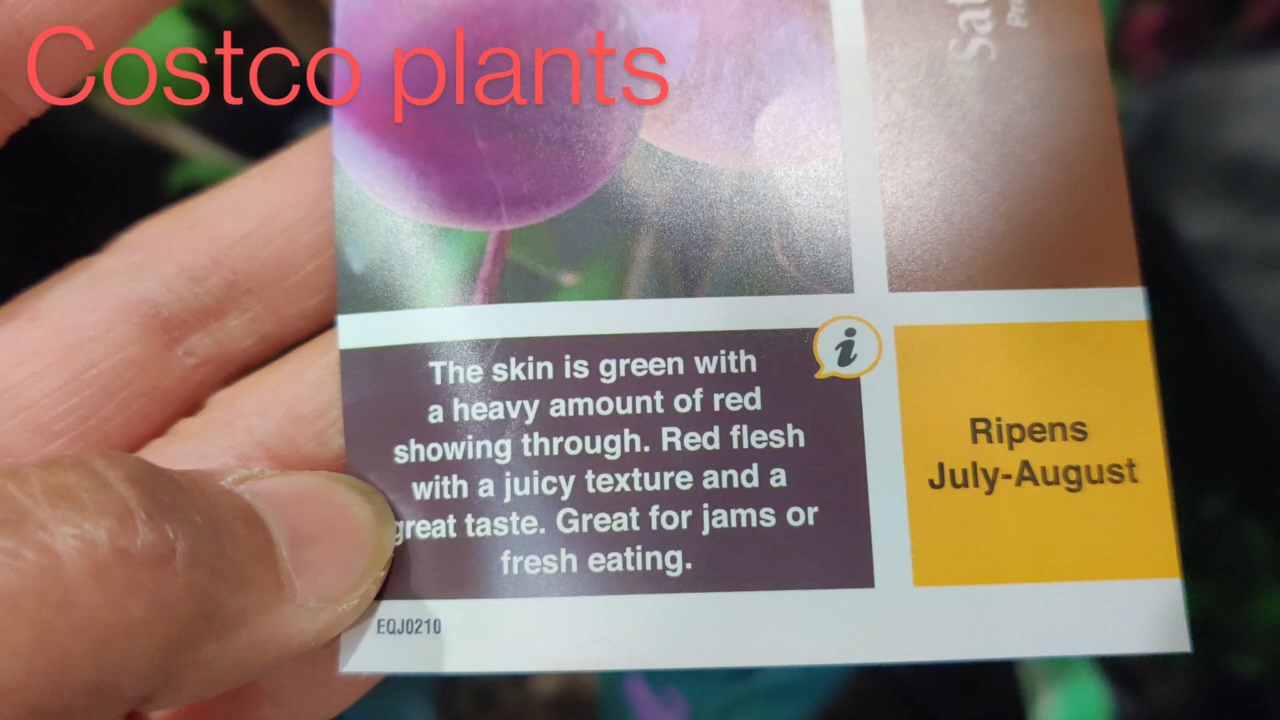 Costco plants
The skin is green with
a heavy amount of red
showing through. Red flesh
with a juicy texture and a
great taste. Great for jams or
fresh eating.
i
Ripens
July-August
EQJ0210